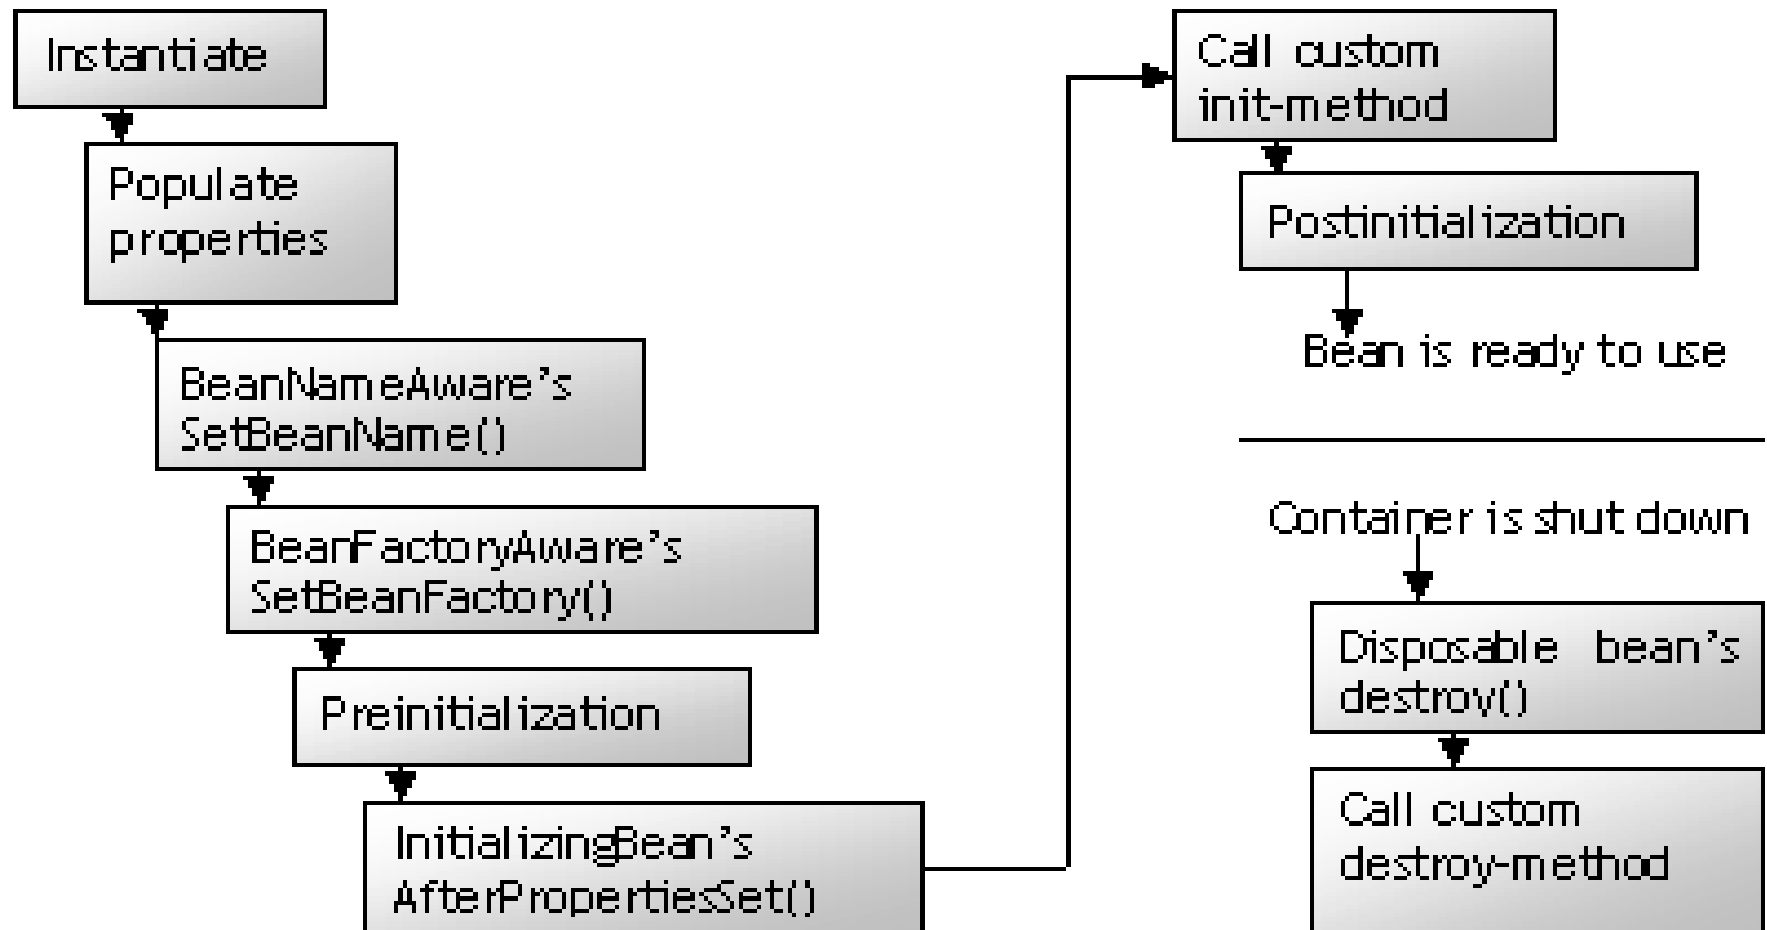 Instantiate
Populate
properties
BeanNameAware's
SetBeanName()
BeanFactoryAware's
SetBeanFactory()
Preinitialization
InitializingBean's
AfterPropertiesSet()
Call custom
init-method
Postinitialization
Bean is ready to use
Container is shut down
Disposable bean's
destroy()
Call custom
destroy-method